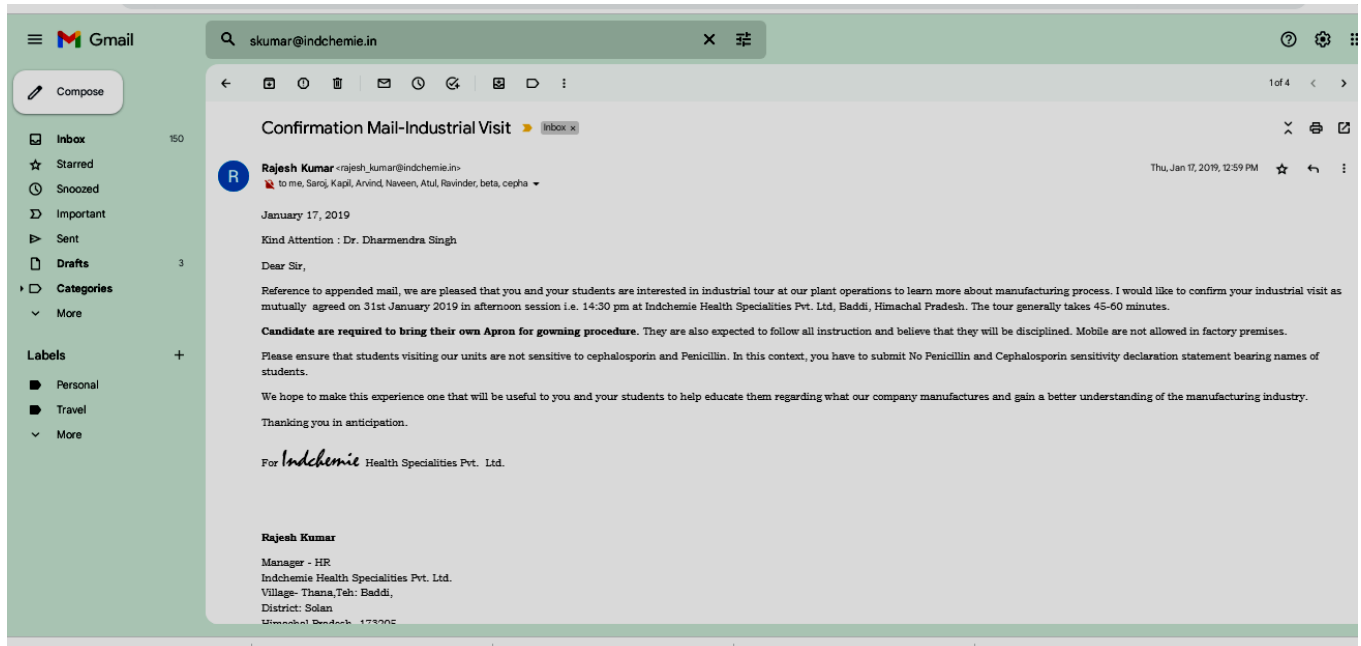 Gmail
skumar@indchemie.in
Compose
1 of 4
Inbox 150
Starred
Snoozed
Important
Sent
Drafts 3
Categories
More
Labels
Personal
Travel
More
Confirmation Mail-Industrial Visit Inbox x
R
Rajesh Kumar <rajesh_kumar@indchemie.in>
Thu, Jan 17, 2019, 12:59 PM
to me, Saroj, Kapil, Arvind, Naveen, Atul, Ravinder, beta, cepha
January 17, 2019
Kind Attention : Dr. Dharmendra Singh
Dear Sir,
Reference to appended mail, we are pleased that you and your students are interested in industrial tour at our plant operations to learn more about manufacturing process. I would like to confirm your industrial visit as
mutually agreed on 31st January 2019 in afternoon session i.e. 14:30 pm at Indchemie Health Specialities Pvt. Ltd, Baddi, Himachal Pradesh. The tour generally takes 45-60 minutes.
Candidate are required to bring their own Apron for gowning procedure. They are also expected to follow all instruction and believe that they will be disciplined. Mobile are not allowed in factory premises.
Please ensure that students visiting our units are not sensitive to cephalosporin and Penicillin. In this context, you have to submit No Penicillin and Cephalosporin sensitivity declaration statement bearing names of
students.
We hope to make this experience one that will be useful to you and your students to help educate them regarding what our company manufactures and gain a better understanding of the manufacturing industry.
Thanking you in anticipation.
For Indchemie Health Specialities Pvt. Ltd.
Rajesh Kumar
Manager - HR
Indchemie Health Specialities Pvt. Ltd.
Village- Thana,Teh: Baddi,
District: Solan
Himachal Pradesh 173205